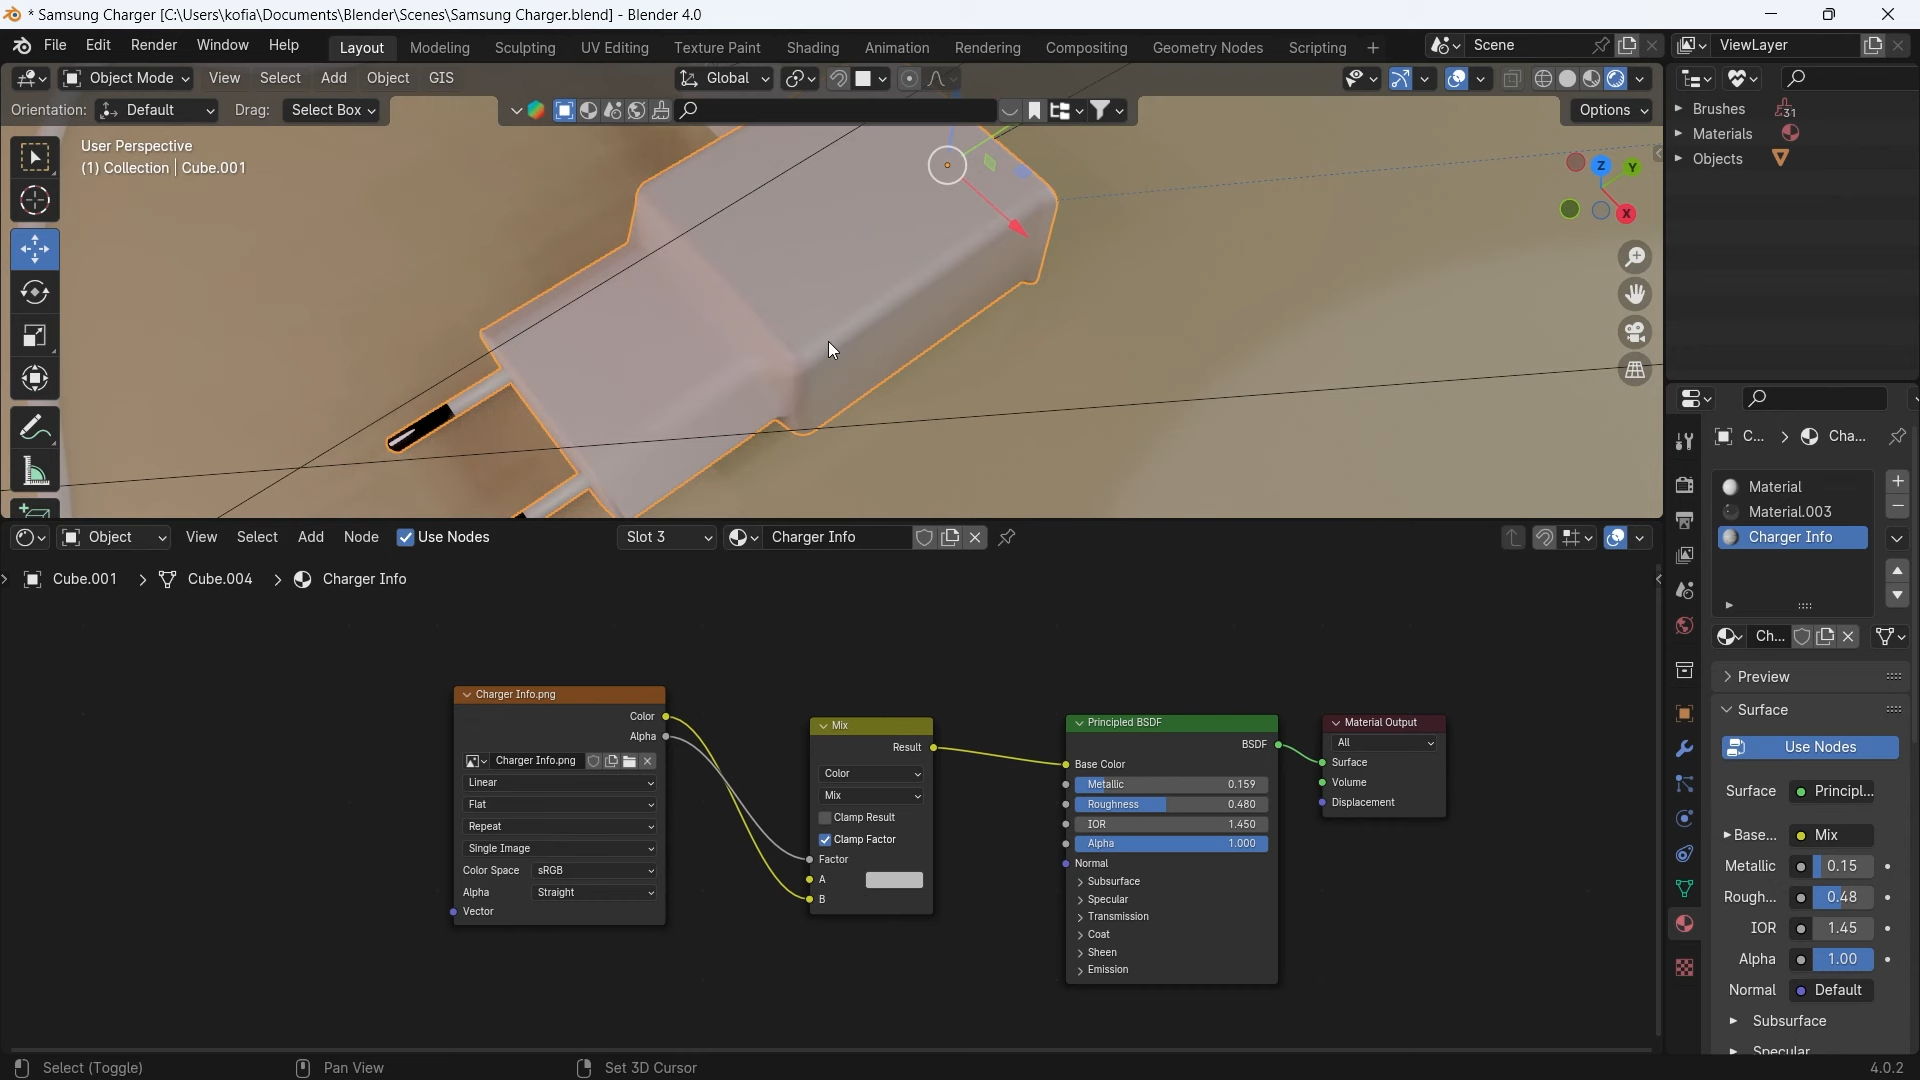 * Samsung Charger [C:\Users\kofia\Documents\Blender\Scenes\Samsung Charger.blend] - Blender 4.0
File Edit Render Window Help Layout Modeling Sculpting UV Editing Texture Paint Shading Animation Rendering Compositing Geometry Nodes Scripting + Scene ViewLayer
Object Mode View Select Add Object GIS Global
Orientation: Default Drag: Select Box Options
User Perspective
(1) Collection | Cube.001
Z
Y
X
Brushes 31
Materials
Objects
C... Cha...
Material
Material.003
Charger Info
Ch...
Preview
Surface
Use Nodes
Surface Principl...
Base... Mix
Metallic 0.15
Rough... 0.48
IOR 1.45
Alpha 1.00
Normal Default
Subsurface
Specular
Object View Select Add Node Use Nodes Slot 3 Charger Info
Cube.001 Cube.004 Charger Info
Charger Info.png
Color
Alpha
Charger Info.png
Linear
Flat
Repeat
Single Image
Color Space sRGB
Alpha Straight
Vector
Mix
Result
Color
Mix
Clamp Result
Clamp Factor
Factor
A
B
Principled BSDF
BSDF
Base Color
Metallic 0.159
Roughness 0.480
IOR 1.450
Alpha 1.000
Normal
Subsurface
Specular
Transmission
Coat
Sheen
Emission
Material Output
All
Surface
Volume
Displacement
Select (Toggle) Pan View Set 3D Cursor 4.0.2